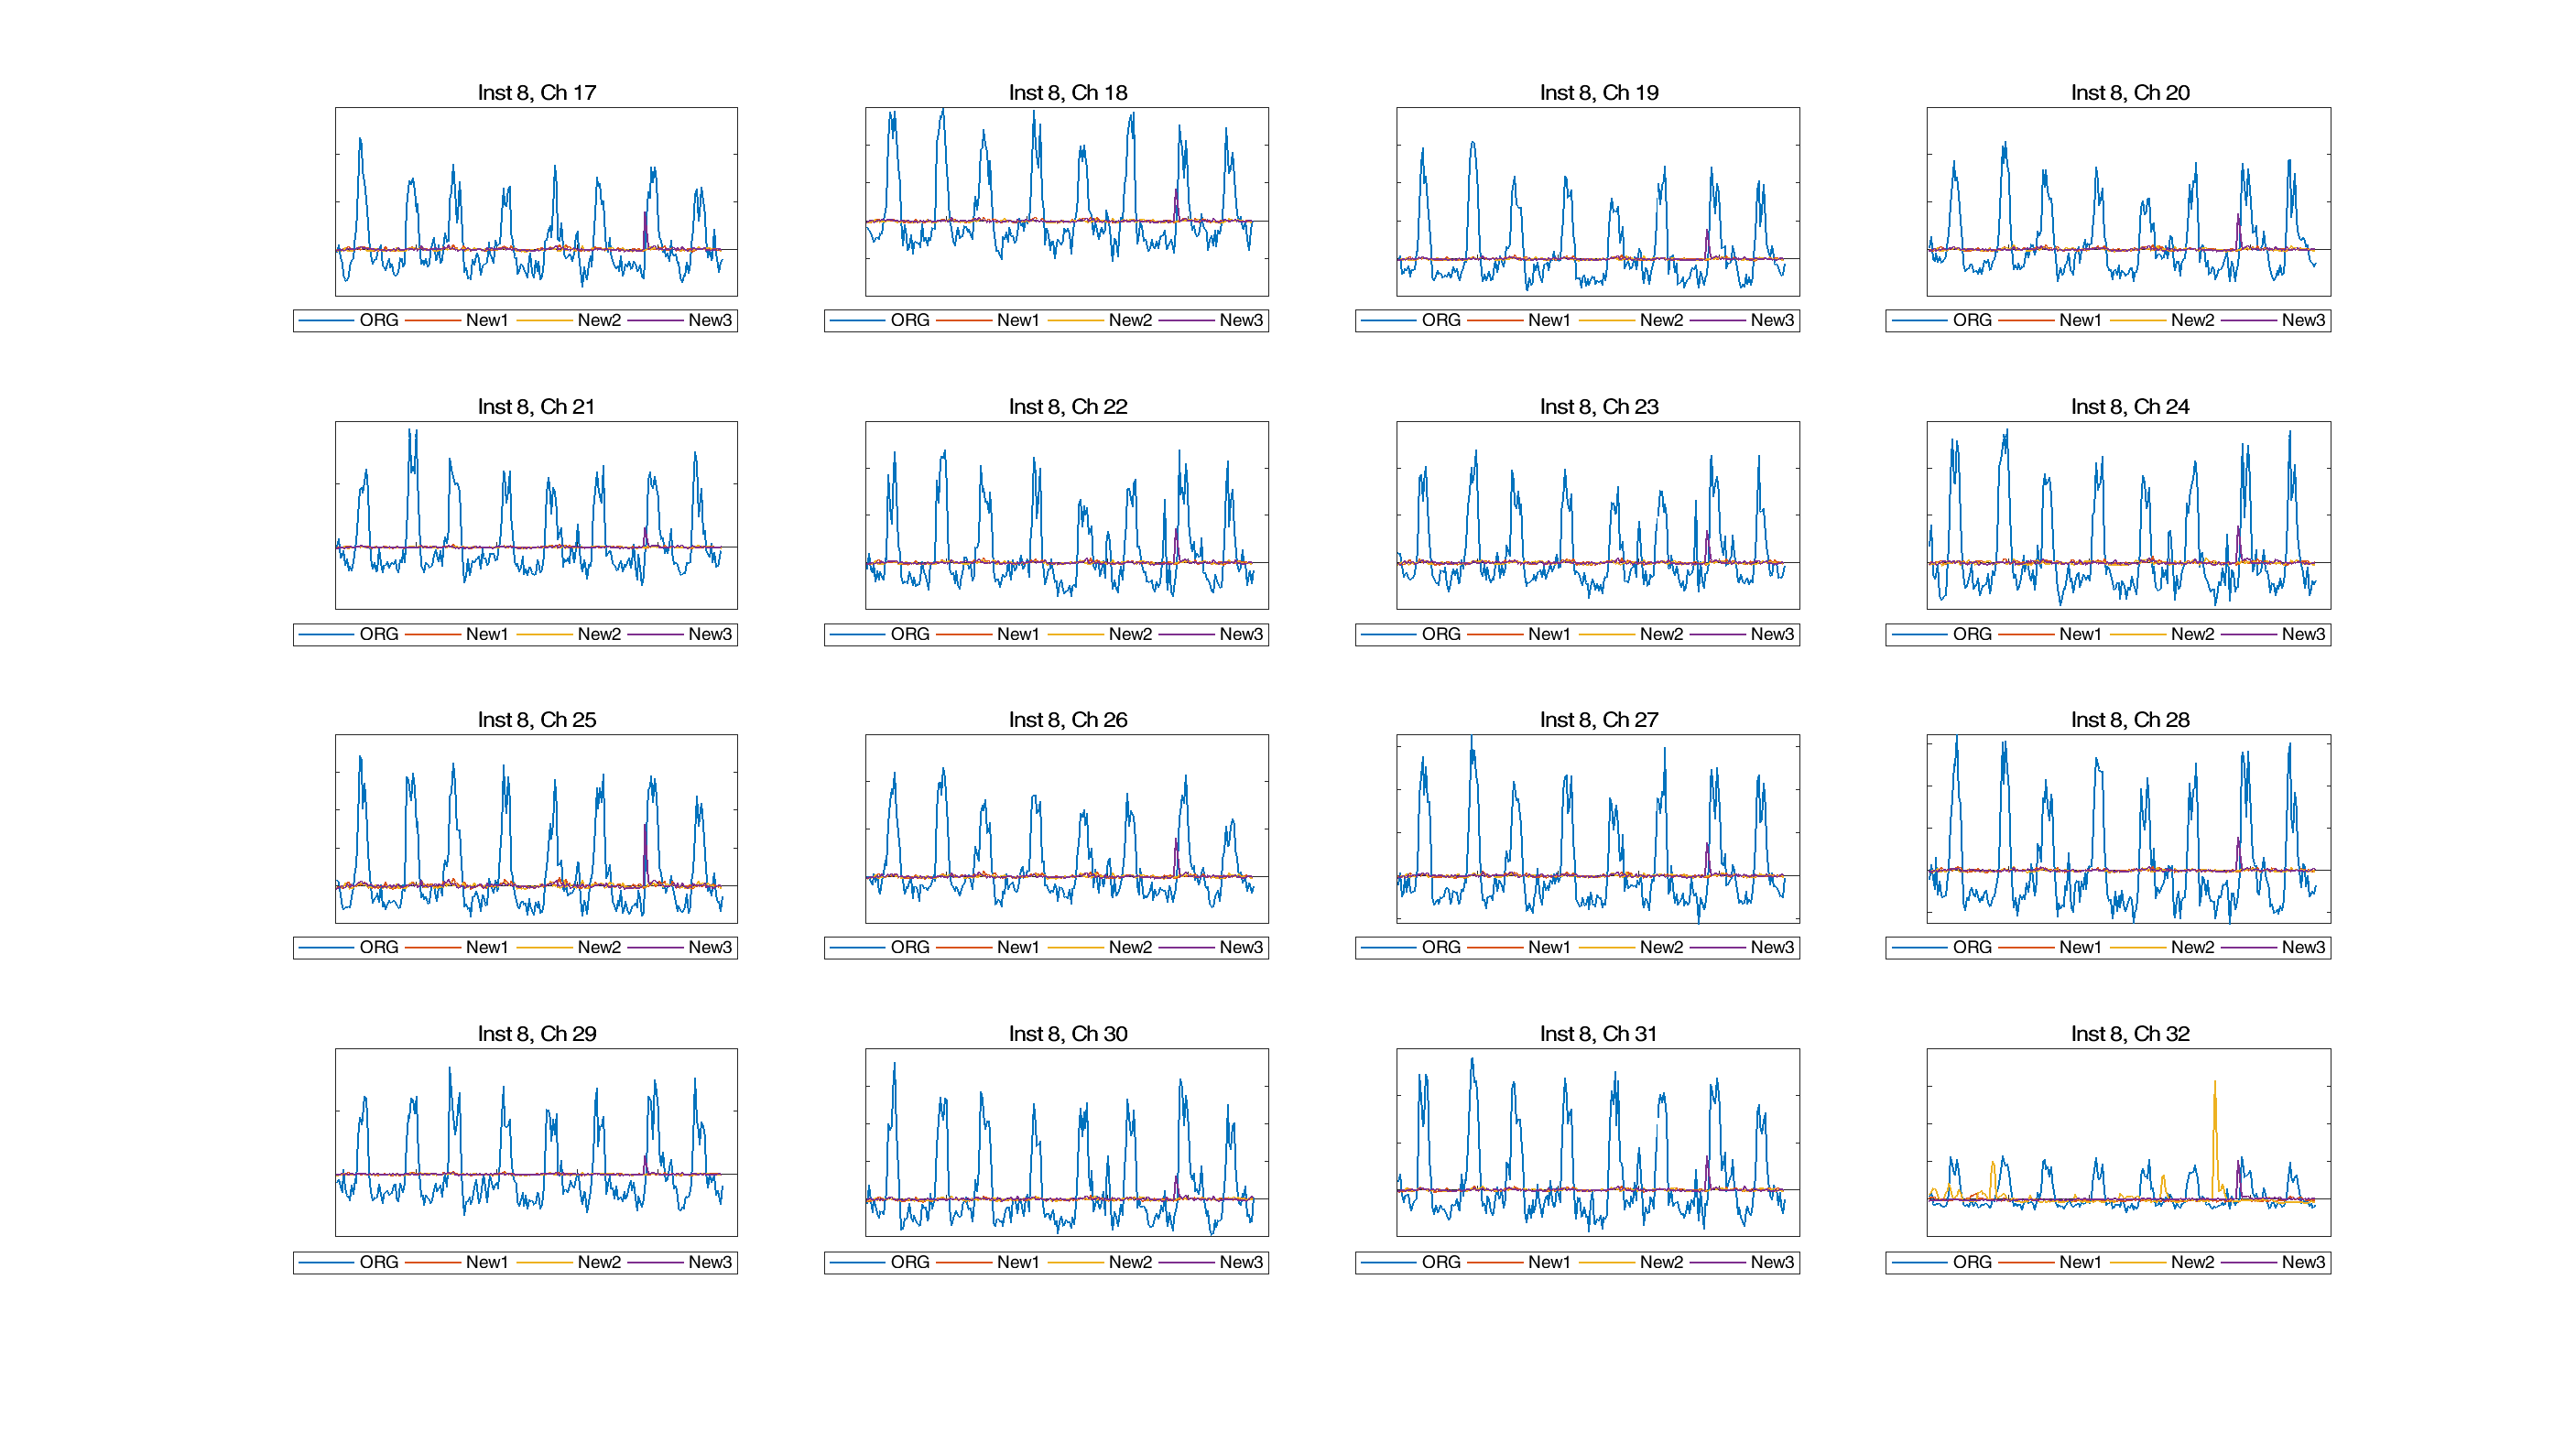 Inst 8, Ch 17
Inst 8, Ch 18
Inst 8, Ch 19
Inst 8, Ch 20
ORG New1 New2 New3
ORG New1 New2 New3
ORG New1 New2 New3
ORG New1 New2 New3
Inst 8, Ch 21
Inst 8, Ch 22
Inst 8, Ch 23
Inst 8, Ch 24
ORG New1 New2 New3
ORG New1 New2 New3
ORG New1 New2 New3
ORG New1 New2 New3
Inst 8, Ch 25
Inst 8, Ch 26
Inst 8, Ch 27
Inst 8, Ch 28
ORG New1 New2 New3
ORG New1 New2 New3
ORG New1 New2 New3
ORG New1 New2 New3
Inst 8, Ch 29
Inst 8, Ch 30
Inst 8, Ch 31
Inst 8, Ch 32
ORG New1 New2 New3
ORG New1 New2 New3
ORG New1 New2 New3
ORG New1 New2 New3